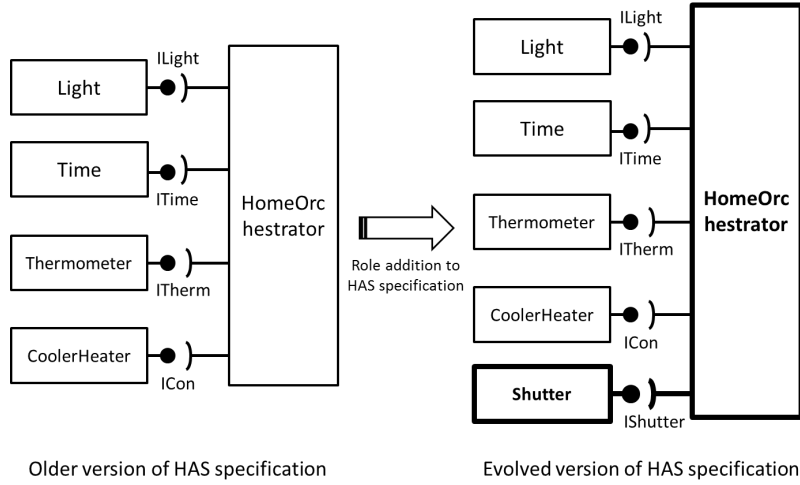 ILight
Light
Time
ITime
HomeOrc
hestrator
Thermometer
ITherm
CoolerHeater
ICon
Older version of HAS specification
Role addition to
HAS specification
ILight
Light
Time
ITime
HomeOrc
hestrator
Thermometer
ITherm
CoolerHeater
ICon
Shutter
IShutter
Evolved version of HAS specification